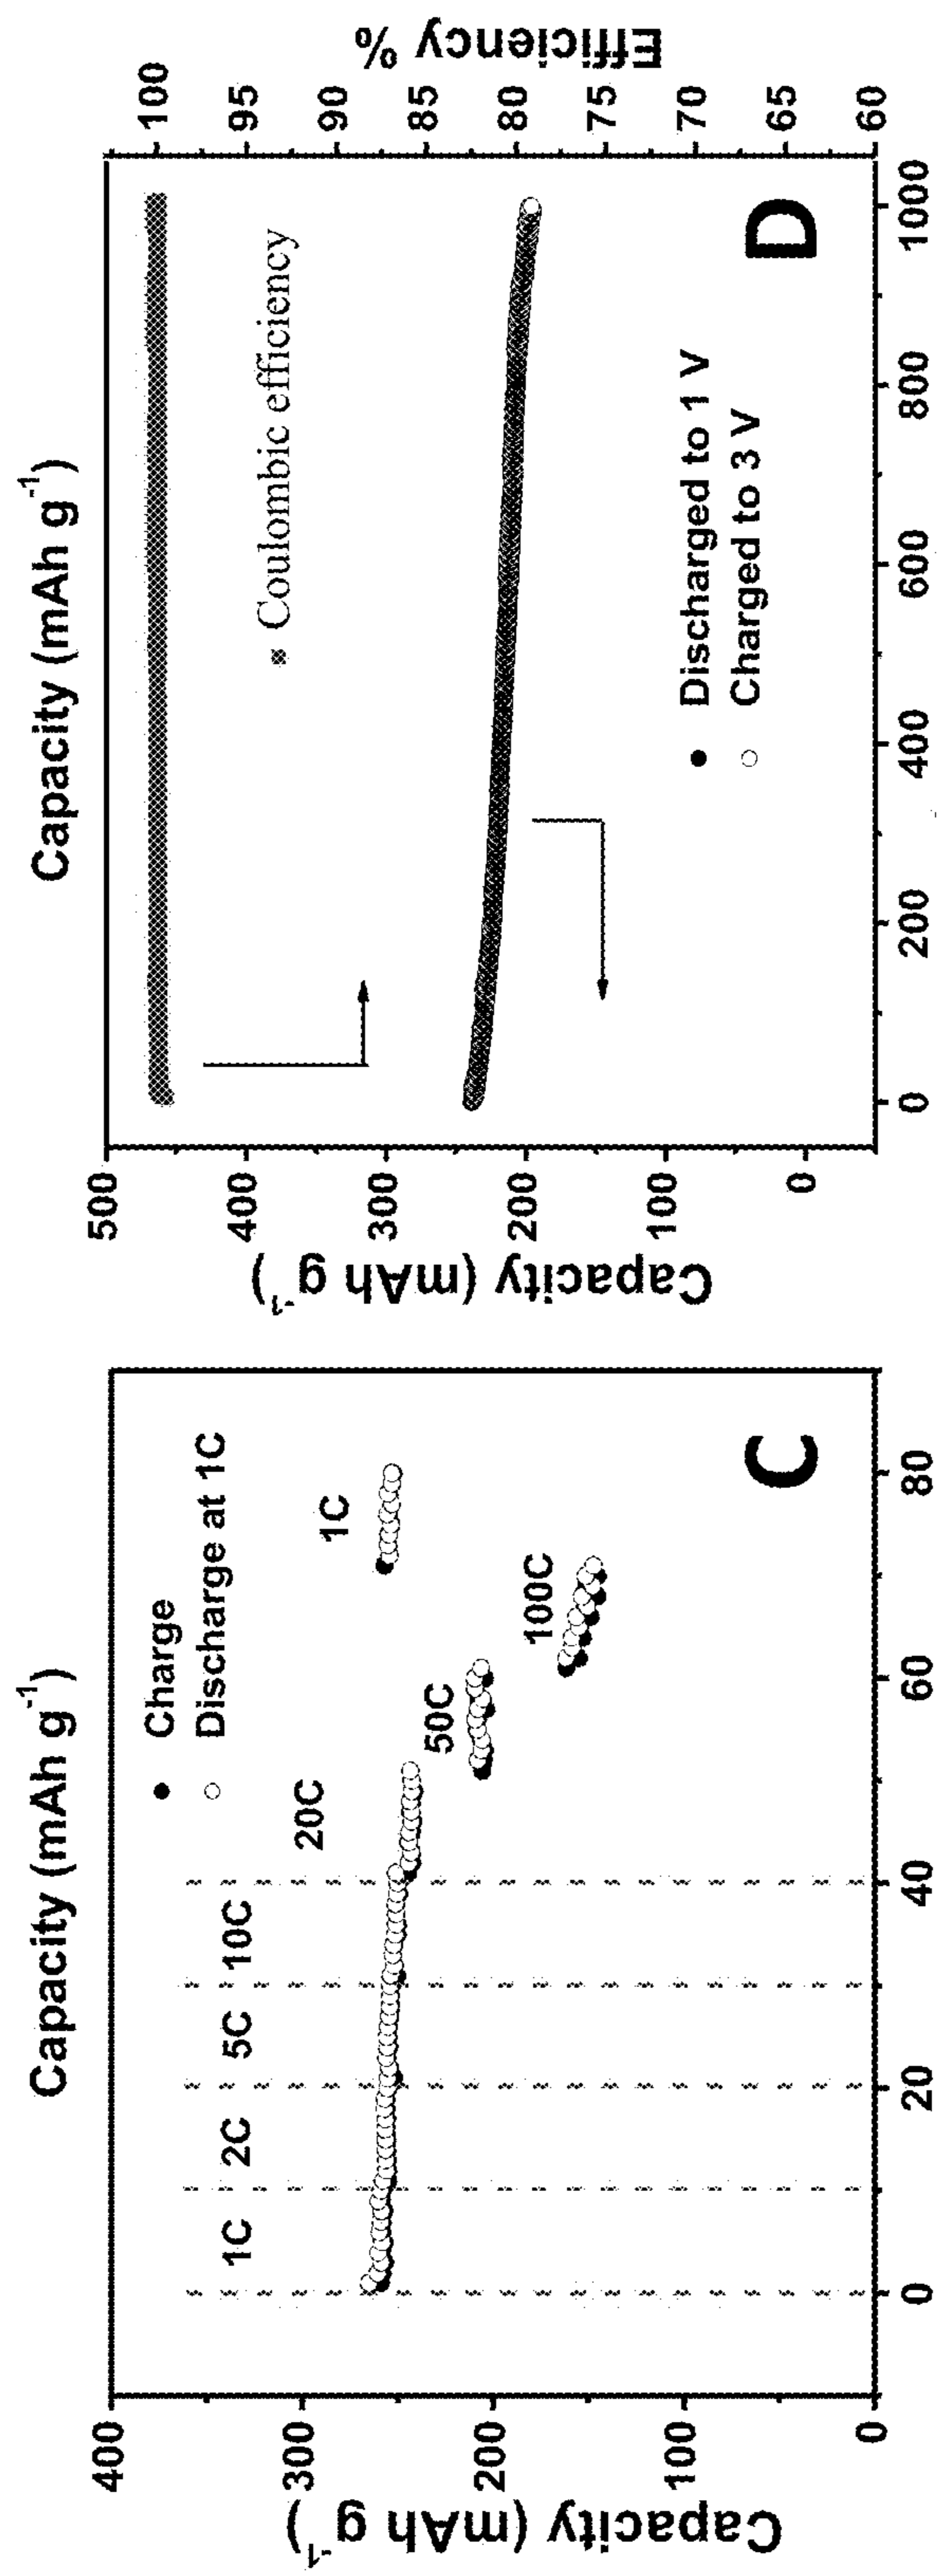 Capacity (mAh g-1)
Charge
Discharge at 1C
1C
2C
5C
10C
20C
50C
100C
1C
C
400
300
200
100
0
Capacity (mAh g-1)
0
20
40
60
80
Capacity (mAh g-1)
Coulombic efficiency
Discharged to 1 V
Charged to 3 V
D
500
400
300
200
100
0
Capacity (mAh g-1)
0
200
400
600
800
1000
100
95
90
85
80
75
70
65
60
Efficiency %